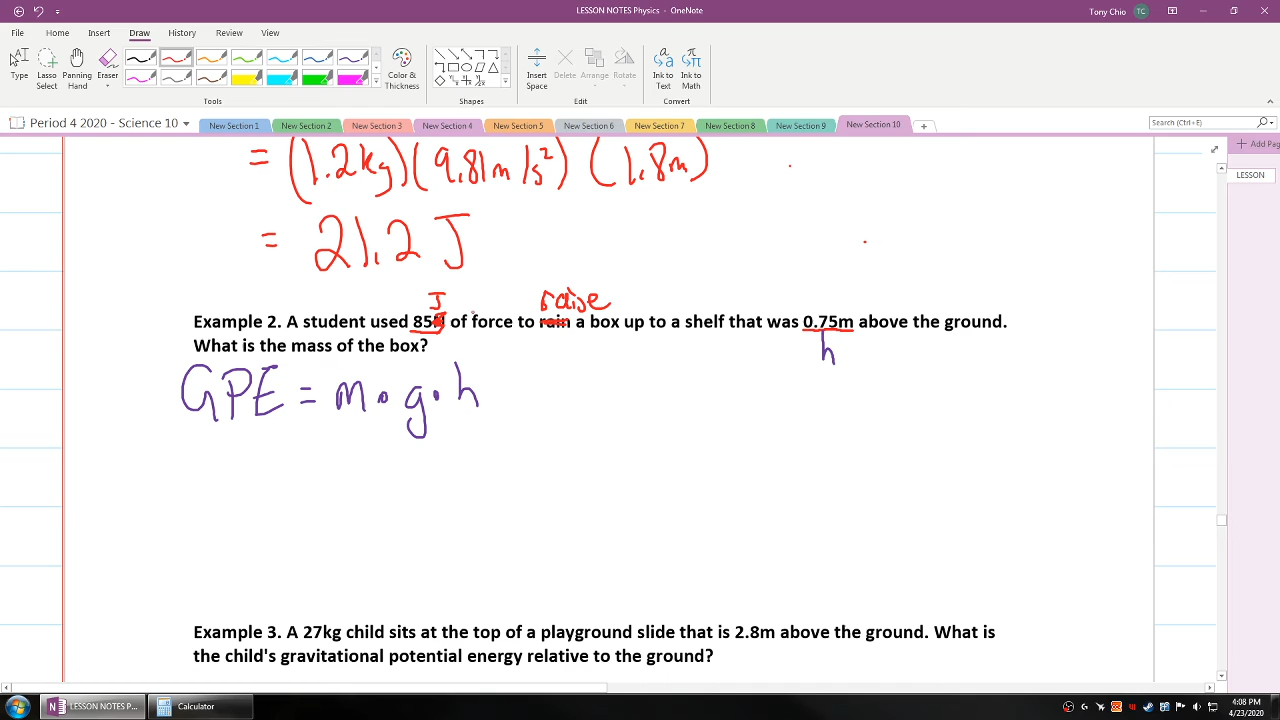 LESSON NOTES Physics - OneNote
Tony Chio TC
File Home Insert Draw History Review View
Type Lasso Select Panning Hand Eraser Color & Thickness Insert Space Delete Arrange Rotate Ink to Text Ink to Math
Tools Shapes Edit Convert
Period 4 2020 - Science 10 New Section 1 New Section 2 New Section 3 New Section 4 New Section 5 New Section 6 New Section 7 New Section 8 New Section 9 New Section 10 Search (Ctrl+E)
Add Pag
LESSON
= (1.2kg)(9.81m/s²)(1.8m)
= 21.2 J
J raise
Example 2. A student used 85 of force to rain a box up to a shelf that was 0.75m above the ground.
What is the mass of the box?
h
GPE = m • g • h
Example 3. A 27kg child sits at the top of a playground slide that is 2.8m above the ground. What is
the child's gravitational potential energy relative to the ground?
LESSON NOTES P... Calculator
4:08 PM
4/23/2020